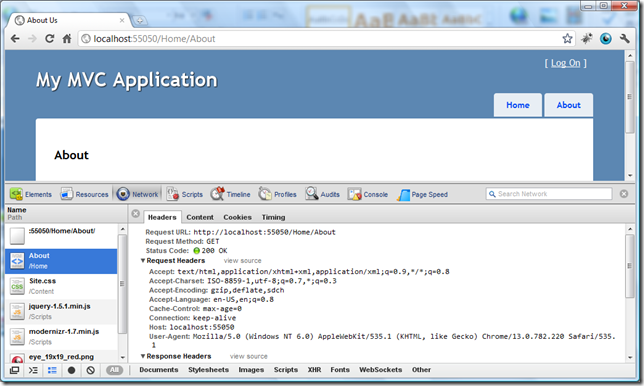 About Us
localhost:55050/Home/About
[ Log On ]
My MVC Application
Home
About
About
Elements
Resources
Network
Scripts
Timeline
Profiles
Audits
Console
Page Speed
Search Network
Name
Path
Headers
Content
Cookies
Timing
:55050/Home/About/
About
/Home
Site.css
/Content
jquery-1.5.1.min.js
/Scripts
modernizr-1.7.min.js
/Scripts
eye_19x19_red.png
Request URL: http://localhost:55050/Home/About
Request Method: GET
Status Code: 200 OK
Request Headers view source
Accept: text/html,application/xhtml+xml,application/xml;q=0.9,*/*;q=0.8
Accept-Charset: ISO-8859-1,utf-8;q=0.7,*;q=0.3
Accept-Encoding: gzip,deflate,sdch
Accept-Language: en-US,en;q=0.8
Cache-Control: max-age=0
Connection: keep-alive
Host: localhost:55050
User-Agent: Mozilla/5.0 (Windows NT 6.0) AppleWebKit/535.1 (KHTML, like Gecko) Chrome/13.0.782.220 Safari/535.
1
Response Headers view source
All
Documents
Stylesheets
Images
Scripts
XHR
Fonts
WebSockets
Other